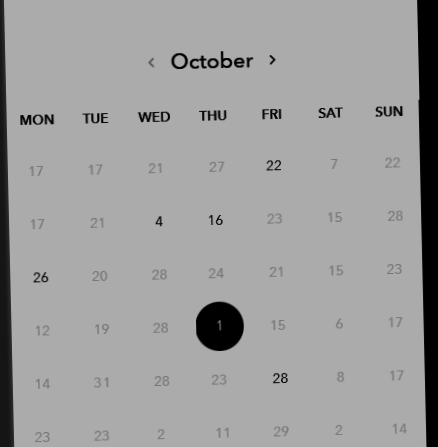 ‹ October ›
MON TUE WED THU FRI SAT SUN
17 17 21 27 22 7 22
17 21 4 16 23 15 28
26 20 28 24 21 15 23
12 19 28 1 15 6 17
14 31 28 23 28 8 17
23 23 2 11 29 2 14